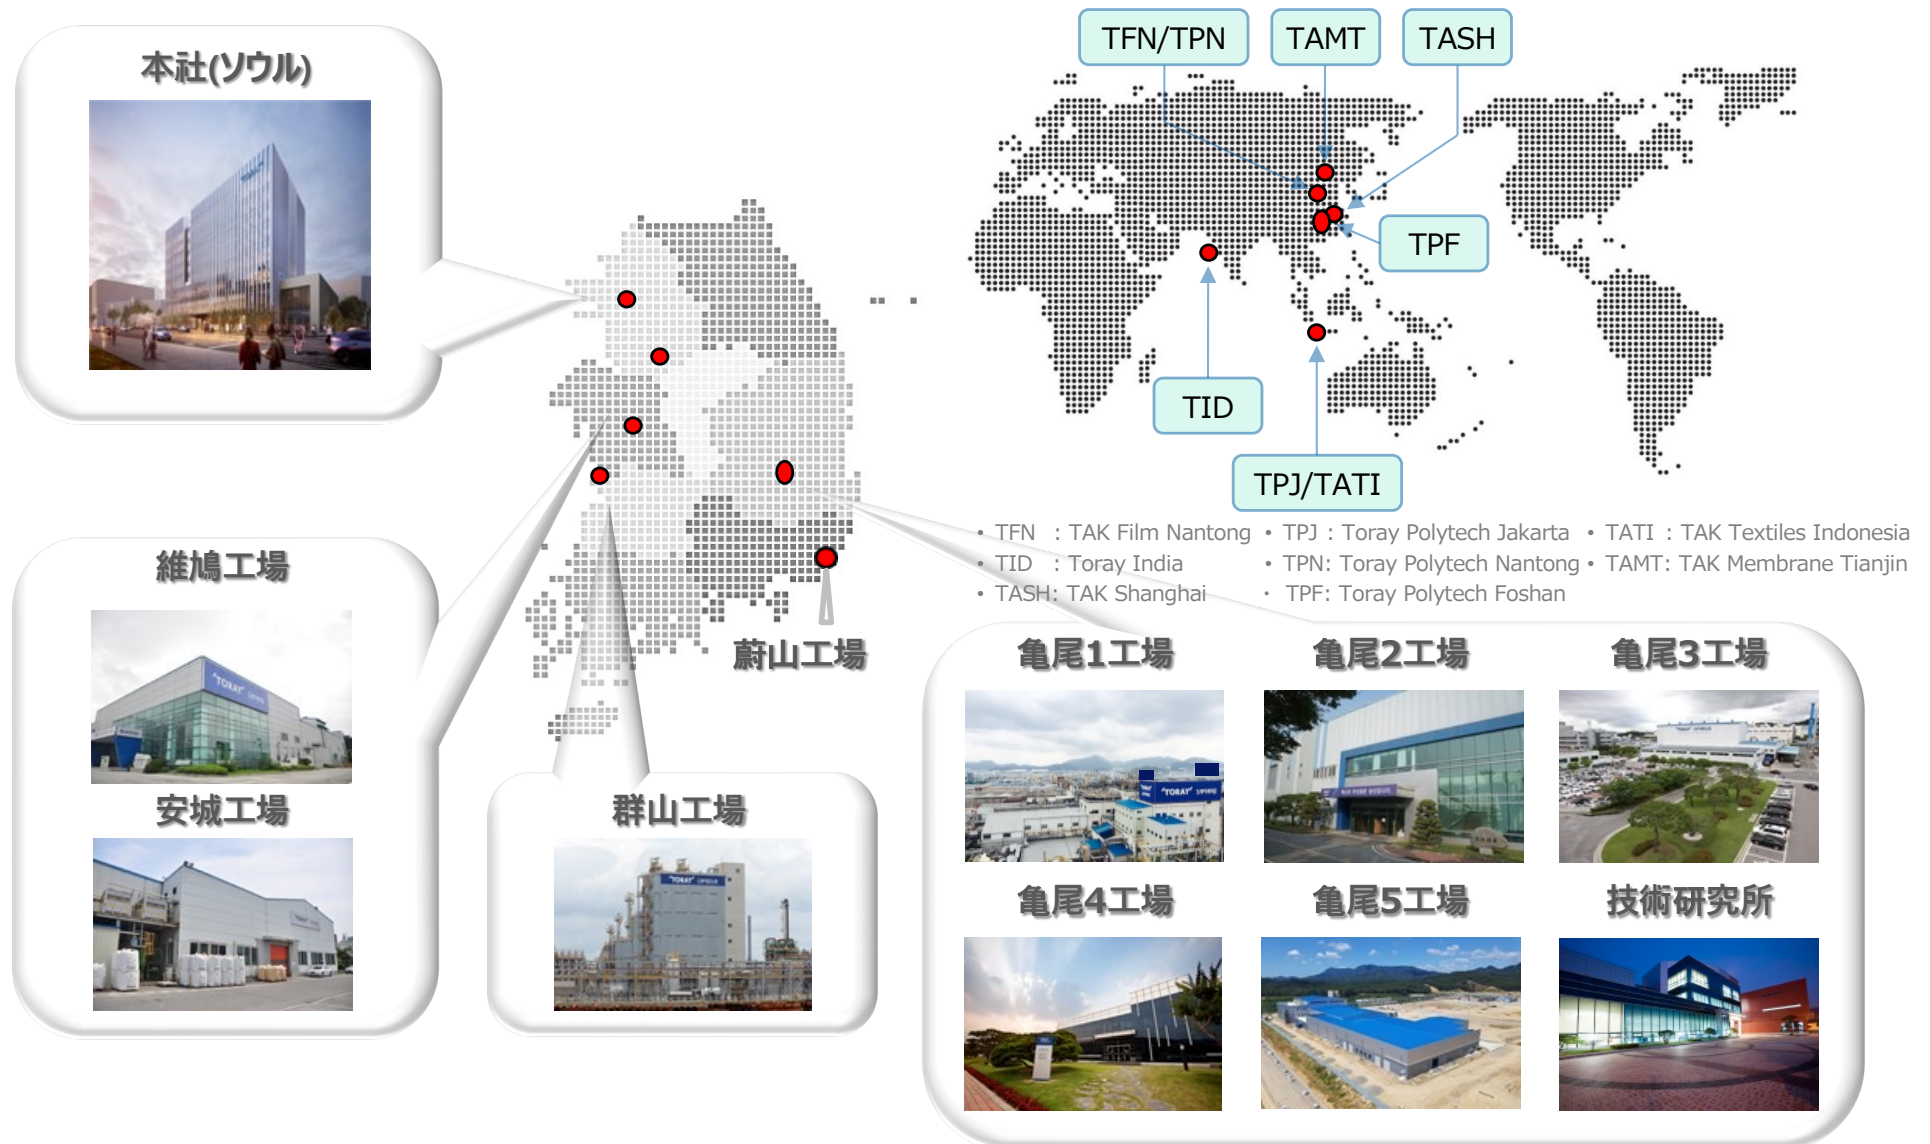 本社(ソウル)
TFN/TPN
TAMT
TASH
TPF
TID
TPJ/TATI
• TFN : TAK Film Nantong • TPJ : Toray Polytech Jakarta • TATI : TAK Textiles Indonesia
• TID : Toray India • TPN: Toray Polytech Nantong • TAMT: TAK Membrane Tianjin
• TASH: TAK Shanghai • TPF: Toray Polytech Foshan
維鳩工場
"TORAY"
安城工場
群山工場
"TORAY"
蔚山工場
亀尾1工場
亀尾2工場
亀尾3工場
"TORAY"
亀尾4工場
亀尾5工場
技術研究所